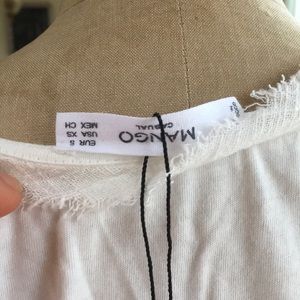 MANGO
CASUAL
EUR S
USA XS
MEX CH